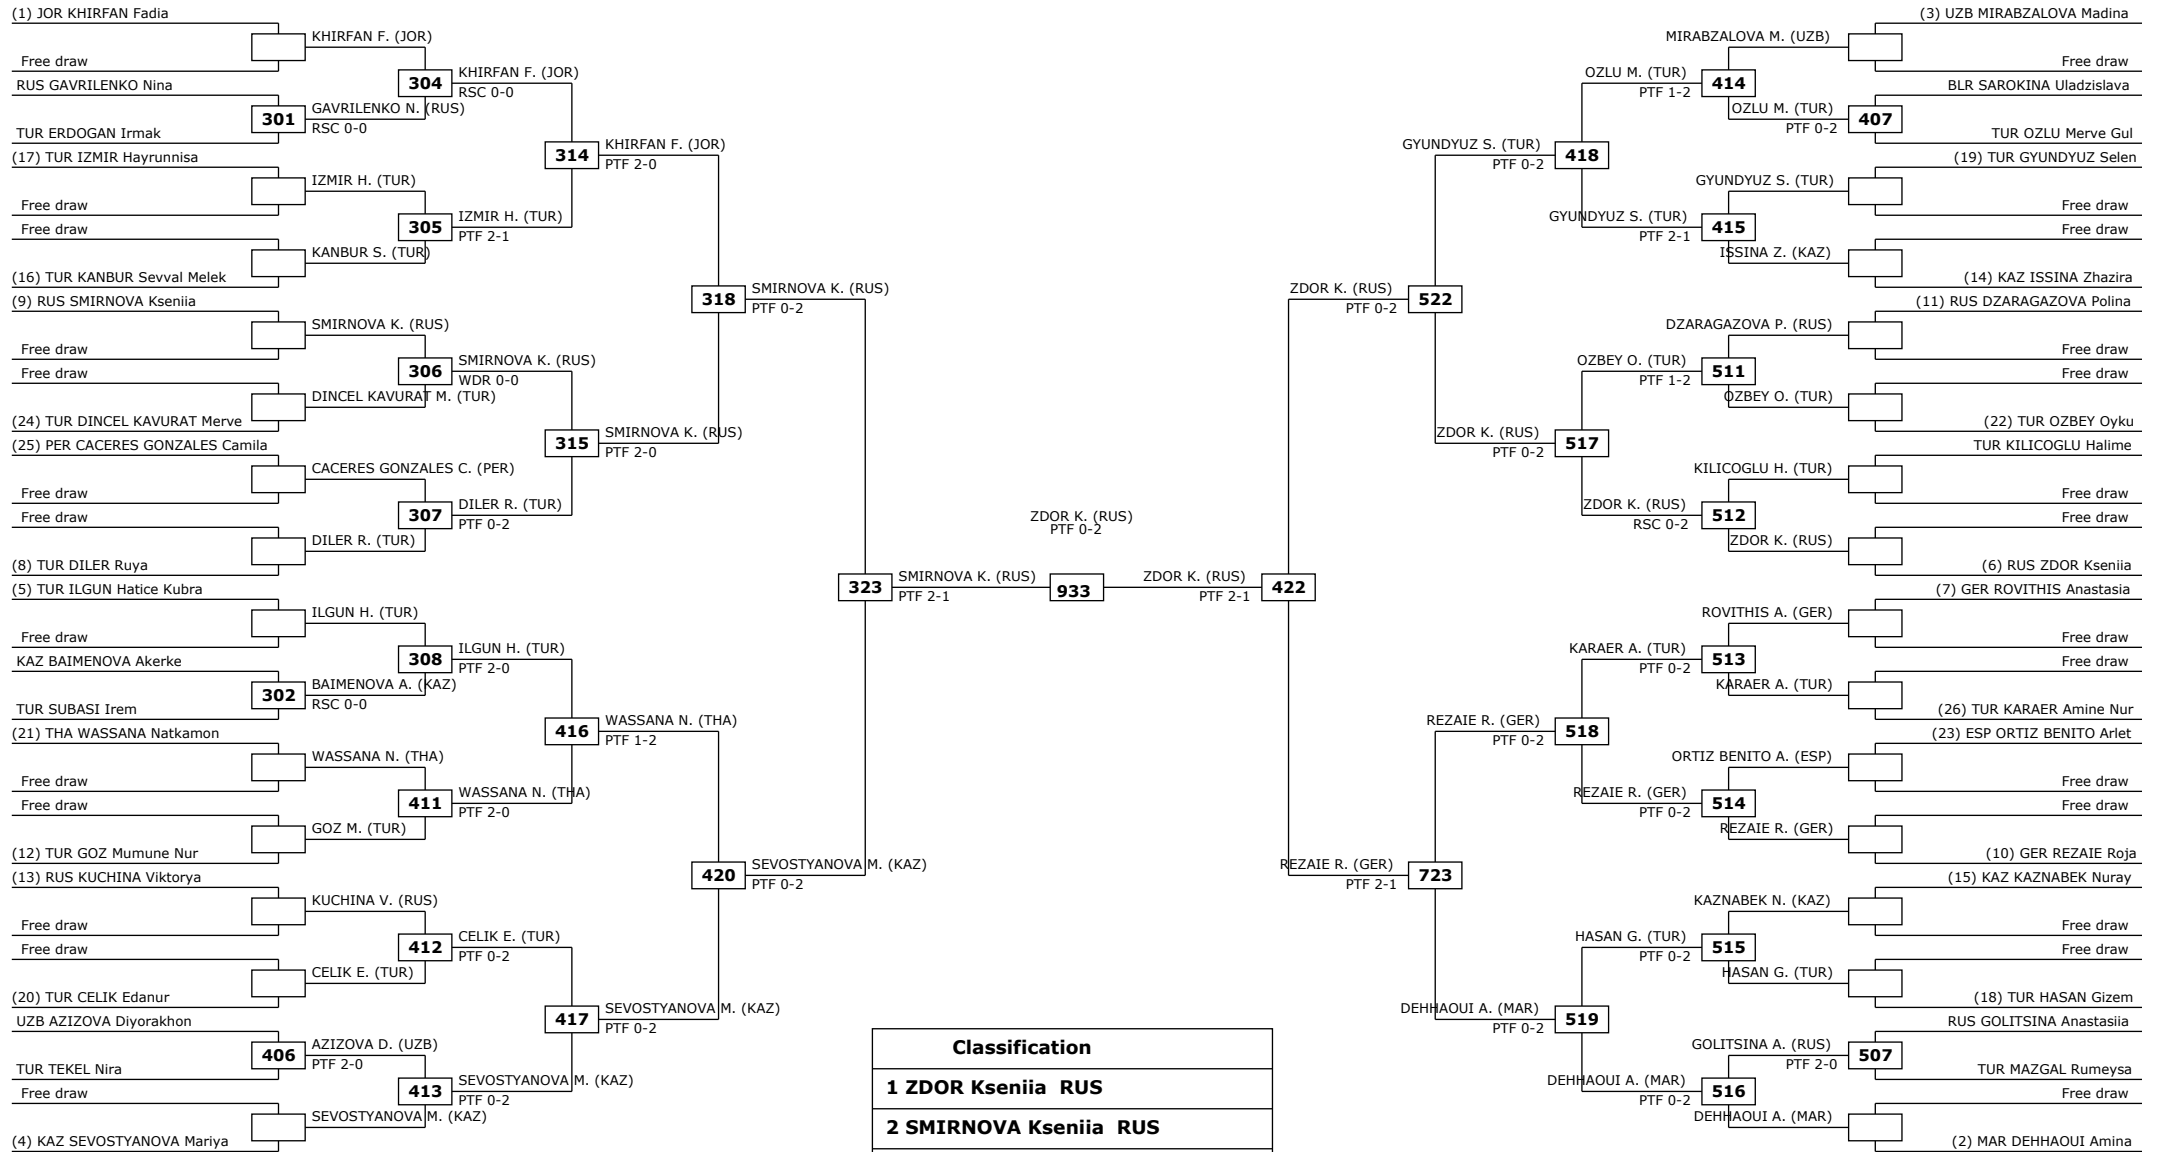 (1) JOR KHIRFAN Fadia
KHIRFAN F. (JOR)
Free draw
304
KHIRFAN F. (JOR)
RSC 0-0
RUS GAVRILENKO Nina
301
GAVRILENKO N. (RUS)
RSC 0-0
TUR ERDOGAN Irmak
314
KHIRFAN F. (JOR)
PTF 2-0
(17) TUR IZMIR Hayrunnisa
IZMIR H. (TUR)
Free draw
305
IZMIR H. (TUR)
PTF 2-1
Free draw
KANBUR S. (TUR)
(16) TUR KANBUR Sevval Melek
318
SMIRNOVA K. (RUS)
PTF 0-2
(9) RUS SMIRNOVA Kseniia
SMIRNOVA K. (RUS)
Free draw
306
SMIRNOVA K. (RUS)
WDR 0-0
Free draw
DINCEL KAVURAT M. (TUR)
(24) TUR DINCEL KAVURAT Merve
315
SMIRNOVA K. (RUS)
PTF 2-0
(25) PER CACERES GONZALES Camila
CACERES GONZALES C. (PER)
Free draw
307
DILER R. (TUR)
PTF 0-2
Free draw
DILER R. (TUR)
(8) TUR DILER Ruya
323
SMIRNOVA K. (RUS)
PTF 2-1
(5) TUR ILGUN Hatice Kubra
ILGUN H. (TUR)
Free draw
308
ILGUN H. (TUR)
PTF 2-0
KAZ BAIMENOVA Akerke
302
BAIMENOVA A. (KAZ)
RSC 0-0
TUR SUBASI Irem
416
WASSANA N. (THA)
PTF 1-2
(21) THA WASSANA Natkamon
WASSANA N. (THA)
Free draw
411
WASSANA N. (THA)
PTF 2-0
Free draw
GOZ M. (TUR)
(12) TUR GOZ Mumune Nur
420
SEVOSTYANOVA M. (KAZ)
PTF 0-2
(13) RUS KUCHINA Viktorya
KUCHINA V. (RUS)
Free draw
412
CELIK E. (TUR)
PTF 0-2
Free draw
CELIK E. (TUR)
(20) TUR CELIK Edanur
417
SEVOSTYANOVA M. (KAZ)
PTF 0-2
UZB AZIZOVA Diyorakhon
406
AZIZOVA D. (UZB)
PTF 2-0
TUR TEKEL Nira
413
SEVOSTYANOVA M. (KAZ)
PTF 0-2
Free draw
SEVOSTYANOVA M. (KAZ)
(4) KAZ SEVOSTYANOVA Mariya
ZDOR K. (RUS)
PTF 0-2
933
(3) UZB MIRABZALOVA Madina
MIRABZALOVA M. (UZB)
Free draw
OZLU M. (TUR)
PTF 1-2
414
BLR SAROKINA Uladzislava
OZLU M. (TUR)
PTF 0-2
407
TUR OZLU Merve Gul
GYUNDYUZ S. (TUR)
PTF 0-2
418
(19) TUR GYUNDYUZ Selen
GYUNDYUZ S. (TUR)
Free draw
GYUNDYUZ S. (TUR)
PTF 2-1
415
Free draw
ISSINA Z. (KAZ)
(14) KAZ ISSINA Zhazira
ZDOR K. (RUS)
PTF 0-2
522
(11) RUS DZARAGAZOVA Polina
DZARAGAZOVA P. (RUS)
Free draw
OZBEY O. (TUR)
PTF 1-2
511
Free draw
OZBEY O. (TUR)
(22) TUR OZBEY Oyku
ZDOR K. (RUS)
PTF 0-2
517
TUR KILICOGLU Halime
KILICOGLU H. (TUR)
Free draw
ZDOR K. (RUS)
RSC 0-2
512
Free draw
ZDOR K. (RUS)
(6) RUS ZDOR Kseniia
ZDOR K. (RUS)
PTF 2-1
422
(7) GER ROVITHIS Anastasia
ROVITHIS A. (GER)
Free draw
KARAER A. (TUR)
PTF 0-2
513
Free draw
KARAER A. (TUR)
(26) TUR KARAER Amine Nur
REZAIE R. (GER)
PTF 0-2
518
(23) ESP ORTIZ BENITO Arlet
ORTIZ BENITO A. (ESP)
Free draw
REZAIE R. (GER)
PTF 0-2
514
Free draw
REZAIE R. (GER)
(10) GER REZAIE Roja
REZAIE R. (GER)
PTF 2-1
723
(15) KAZ KAZNABEK Nuray
KAZNABEK N. (KAZ)
Free draw
HASAN G. (TUR)
PTF 0-2
515
Free draw
HASAN G. (TUR)
(18) TUR HASAN Gizem
DEHHAOUI A. (MAR)
PTF 0-2
519
RUS GOLITSINA Anastasiia
GOLITSINA A. (RUS)
PTF 2-0
507
TUR MAZGAL Rumeysa
DEHHAOUI A. (MAR)
PTF 0-2
516
Free draw
DEHHAOUI A. (MAR)
(2) MAR DEHHAOUI Amina
Classification
1 ZDOR Kseniia RUS
2 SMIRNOVA Kseniia RUS